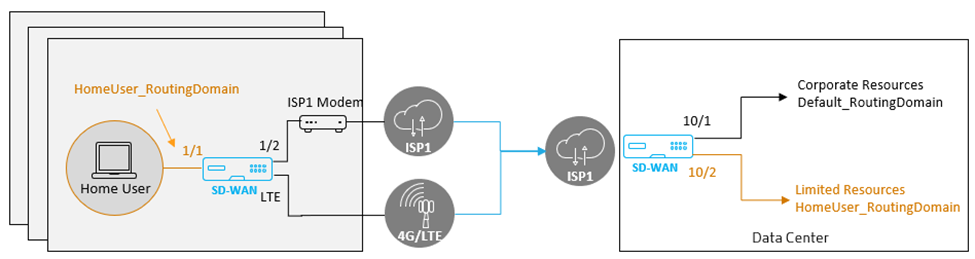 HomeUser_RoutingDomain
1/1
Home User
SD-WAN
1/2
LTE
ISP1 Modem
ISP1
4G/LTE
ISP1
SD-WAN
10/1
10/2
Corporate Resources
Default_RoutingDomain
Limited Resources
HomeUser_RoutingDomain
Data Center